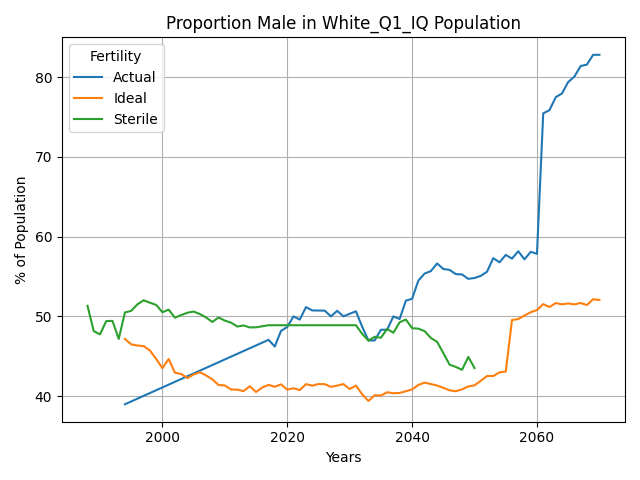 Proportion Male in White_Q1_IQ Population
Fertility
Actual
Ideal
Sterile
% of Population
80
70
60
50
40
2000
2020
2040
2060
Years